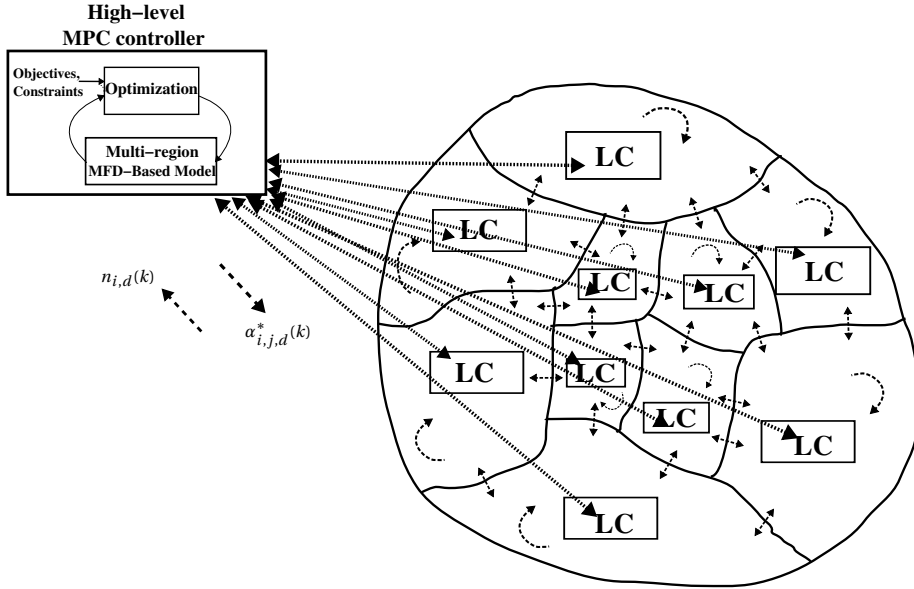 High-level
MPC controller
Objectives,
Constraints
Optimization
Multi-region
MFD-Based Model
n_{i,d}(k)
α*_{i,j,d}(k)
LC
LC
LC
LC
LC
LC
LC
LC
LC
LC